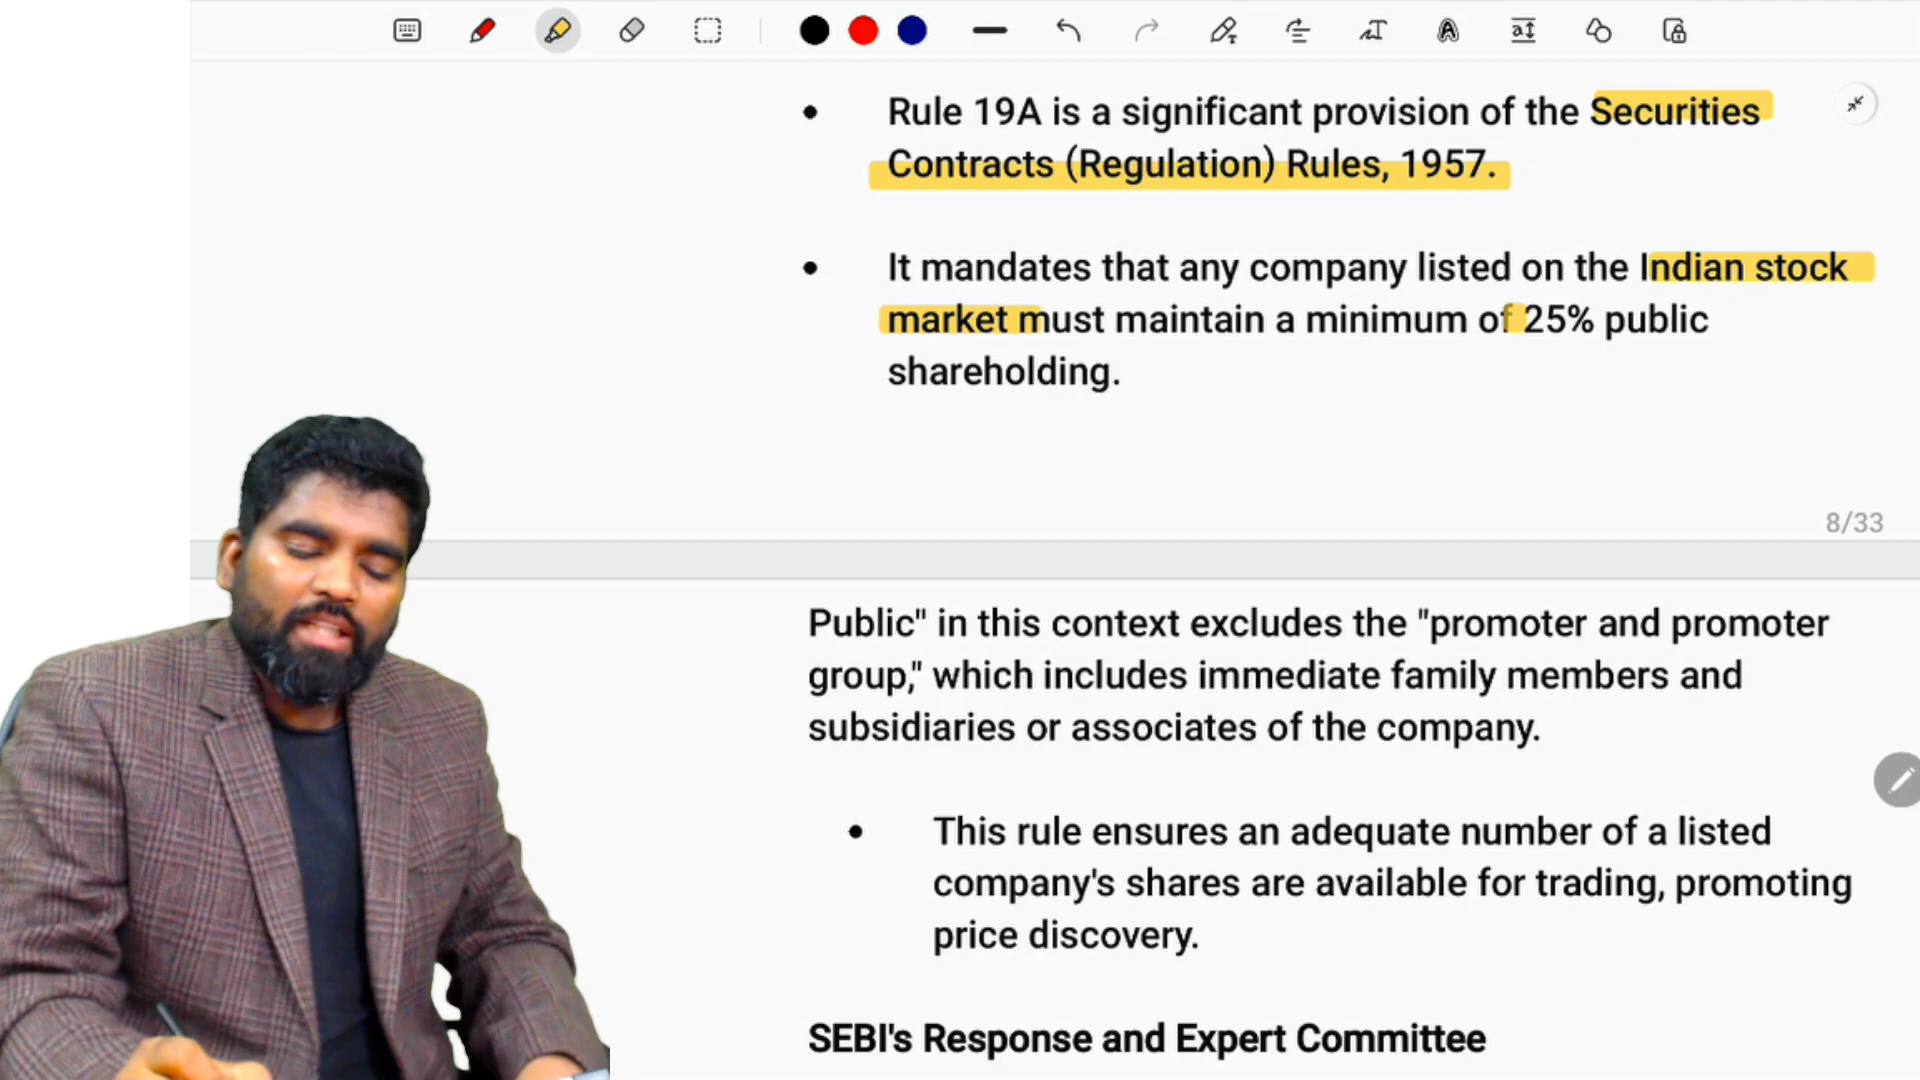 • Rule 19A is a significant provision of the Securities
Contracts (Regulation) Rules, 1957.
• It mandates that any company listed on the Indian stock
market must maintain a minimum of 25% public
shareholding.
8/33
Public" in this context excludes the "promoter and promoter
group," which includes immediate family members and
subsidiaries or associates of the company.
• This rule ensures an adequate number of a listed
company's shares are available for trading, promoting
price discovery.
SEBI's Response and Expert Committee